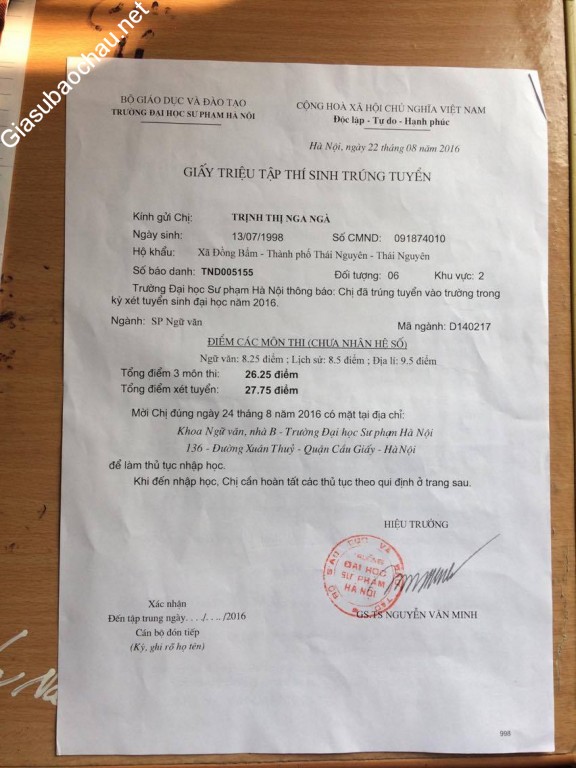 Giasubaochau.net
BỘ GIÁO DỤC VÀ ĐÀO TẠO
TRƯỜNG ĐẠI HỌC SƯ PHẠM HÀ NỘI
CỘNG HOÀ XÃ HỘI CHỦ NGHĨA VIỆT NAM
Độc lập - Tự do - Hạnh phúc
Hà Nội, ngày 22 tháng 08 năm 2016
GIẤY TRIỆU TẬP THÍ SINH TRÚNG TUYỂN
Kính gửi Chị: TRỊNH THỊ NGA NGÀ
Ngày sinh: 13/07/1998 Số CMND: 091874010
Hộ khẩu: Xã Đồng Bẩm - Thành phố Thái Nguyên - Thái Nguyên
Số báo danh: TND005155 Đối tượng: 06 Khu vực: 2
Trường Đại học Sư phạm Hà Nội thông báo: Chị đã trúng tuyển vào trường trong
kỳ xét tuyển sinh đại học năm 2016.
Ngành: SP Ngữ văn Mã ngành: D140217
ĐIỂM CÁC MÔN THI (CHƯA NHÂN HỆ SỐ)
Ngữ văn: 8.25 điểm ; Lịch sử: 8.5 điểm ; Địa lí: 9.5 điểm
Tổng điểm 3 môn thi: 26.25 điểm
Tổng điểm xét tuyển: 27.75 điểm
Mời Chị đúng ngày 24 tháng 8 năm 2016 có mặt tại địa chỉ:
Khoa Ngữ văn, nhà B - Trường Đại học Sư phạm Hà Nội
136 - Đường Xuân Thuỷ - Quận Cầu Giấy - Hà Nội
để làm thủ tục nhập học.
Khi đến nhập học, Chị cần hoàn tất các thủ tục theo qui định ở trang sau.
HIỆU TRƯỞNG
TRƯỜNG
ĐẠI HỌC
SƯ PHẠM
HÀ NỘI
GS.TS NGUYỄN VĂN MINH
Xác nhận
Đến tập trung ngày. . . ./. . . ./2016
Cán bộ đón tiếp
(Ký, ghi rõ họ tên)
998